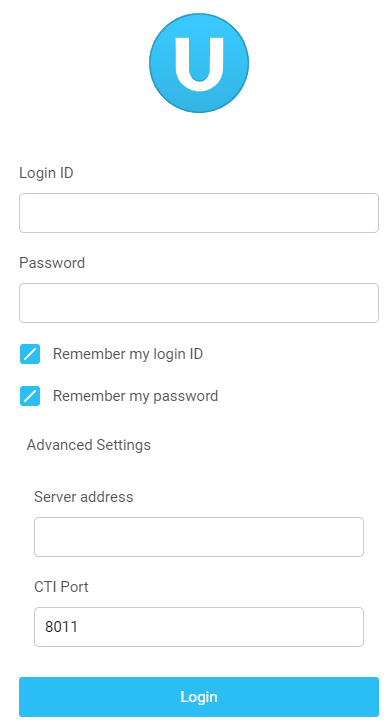 U
Login ID
Password
Remember my login ID
Remember my password
Advanced Settings
Server address
CTI Port
8011
Login